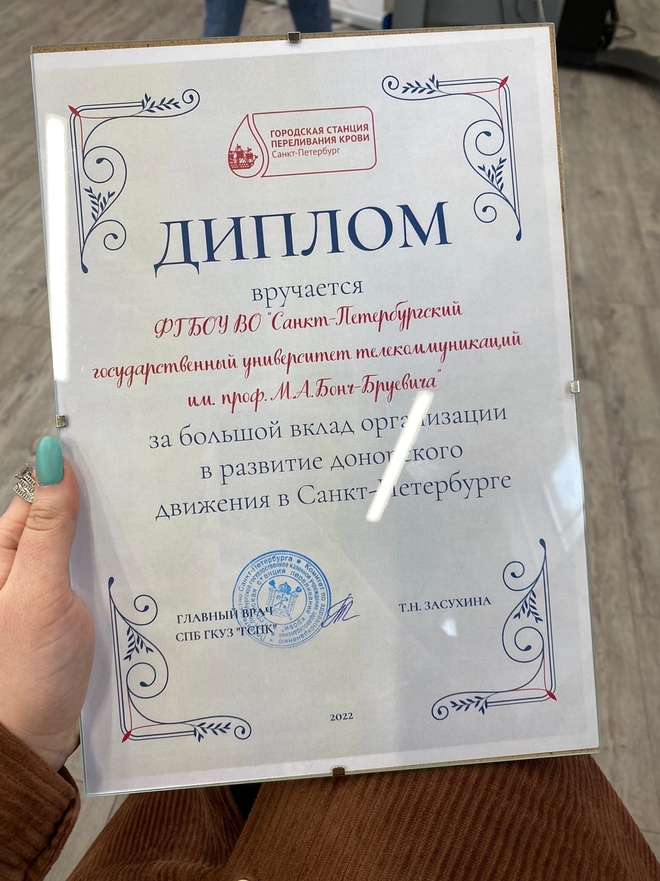 ГОРОДСКАЯ СТАНЦИЯ
ПЕРЕЛИВАНИЯ КРОВИ
Санкт-Петербург
ДИПЛОМ
вручается
ФГБОУ ВО "Санкт-Петербургский
государственный университет телекоммуникаций
им. проф. М.А.Бонч-Бруевича"
за большой вклад организации
в развитие донорского
движения в Санкт-Петербурге
ГЛАВНЫЙ ВРАЧ
СПБ ГКУЗ "ГСПК"
Т.Н. ЗАСУХИНА
2022